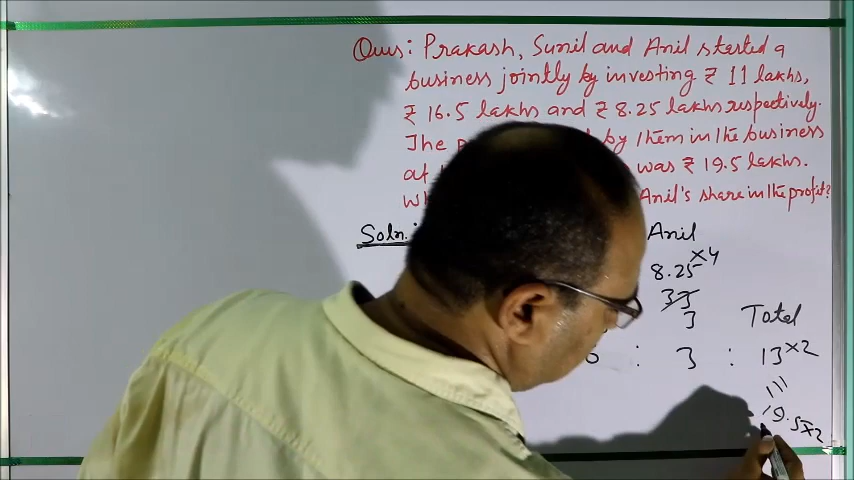 Ques: Prakash, Sunil and Anil started a
business jointly by investing ₹ 11 lakhs,
₹ 16.5 lakhs and ₹ 8.25 lakhs respectively.
The by them in the business
at was ₹ 19.5 lakhs.
Anil's share in the profit?
Soln.: Anil
8.25 ×4
33
3 Total
: 3 : 13 ×2
19.5 ×2